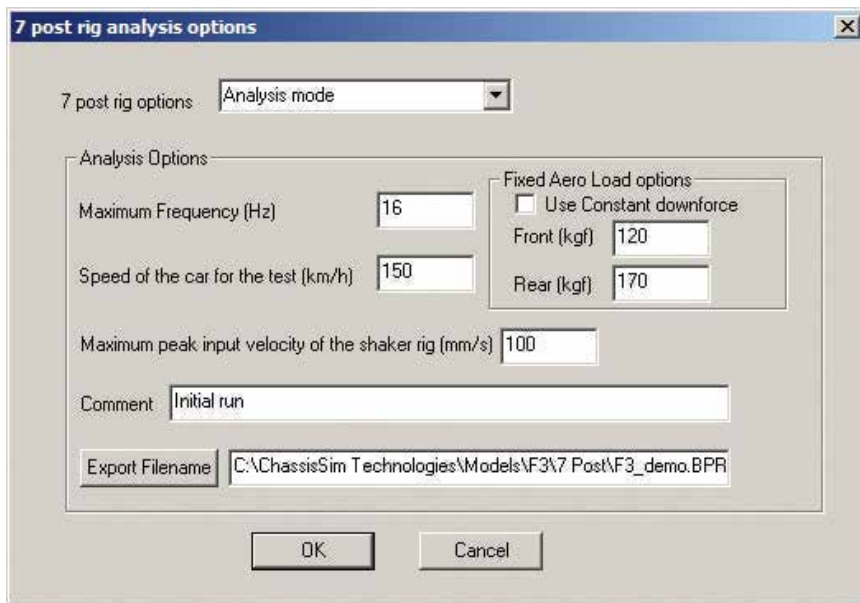 7 post rig analysis options
7 post rig options Analysis mode
Analysis Options
Maximum Frequency (Hz) 16
Fixed Aero Load options
Use Constant downforce
Front (kgf) 120
Speed of the car for the test (km/h) 150
Rear (kgf) 170
Maximum peak input velocity of the shaker rig (mm/s) 100
Comment Initial run
Export Filename C:\ChassisSim Technologies\Models\F3\7 Post\F3_demo.BPR
OK Cancel